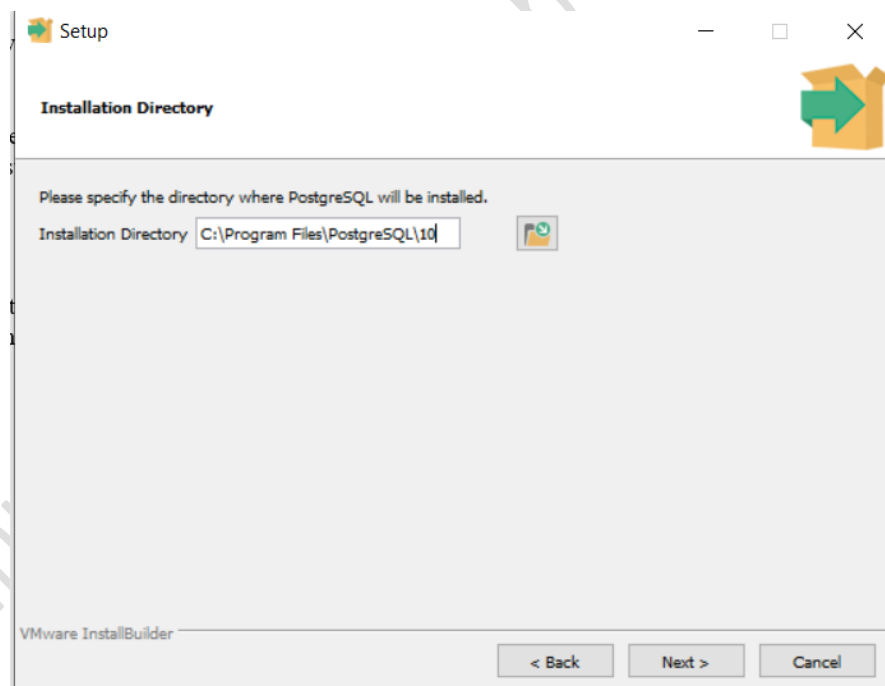 Setup
Installation Directory
Please specify the directory where PostgreSQL will be installed.
Installation Directory C:\Program Files\PostgreSQL\10
VMware InstallBuilder
< Back Next > Cancel